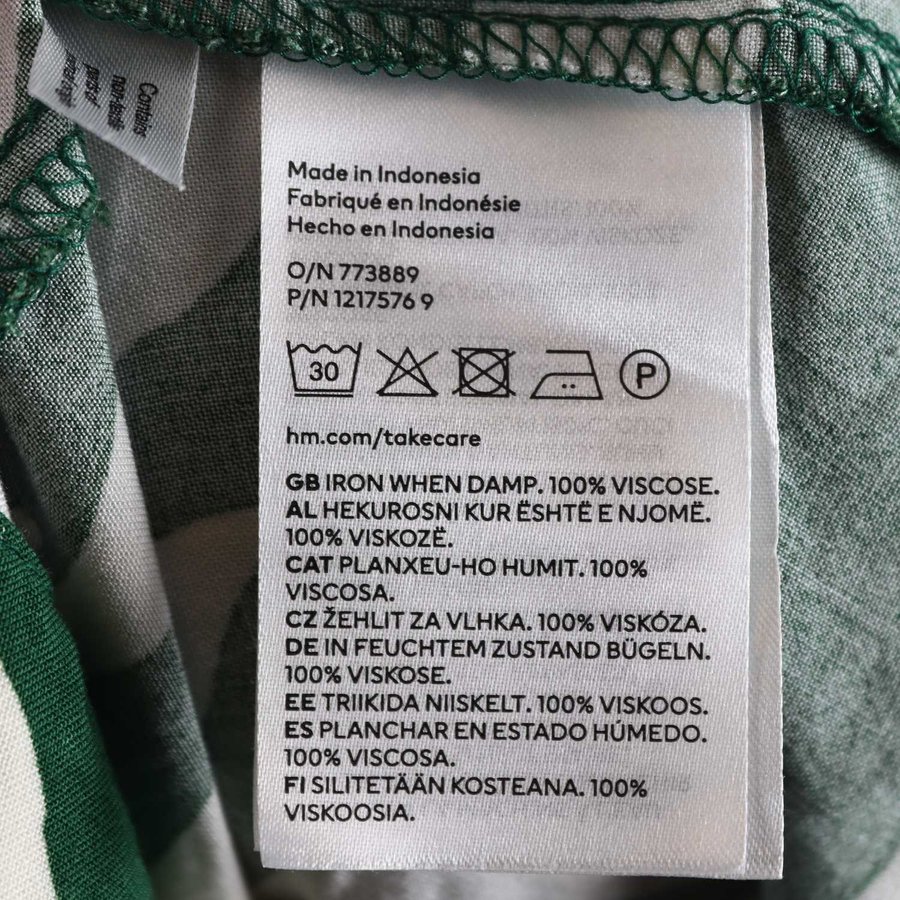 Made in Indonesia
Fabriqué en Indonésie
Hecho en Indonesia
O/N 773889
P/N 1217576 9
30
P
hm.com/takecare
GB IRON WHEN DAMP. 100% VISCOSE.
AL HEKUROSNI KUR ËSHTË E NJOMË.
100% VISKOZË.
CAT PLANXEU-HO HUMIT. 100%
VISCOSA.
CZ ŽEHLIT ZA VLHKA. 100% VISKÓZA.
DE IN FEUCHTEM ZUSTAND BÜGELN.
100% VISKOSE.
EE TRIIKIDA NIISKELT. 100% VISKOOS.
ES PLANCHAR EN ESTADO HÚMEDO.
100% VISCOSA.
FI SILITETÄÄN KOSTEANA. 100%
VISKOOSIA.